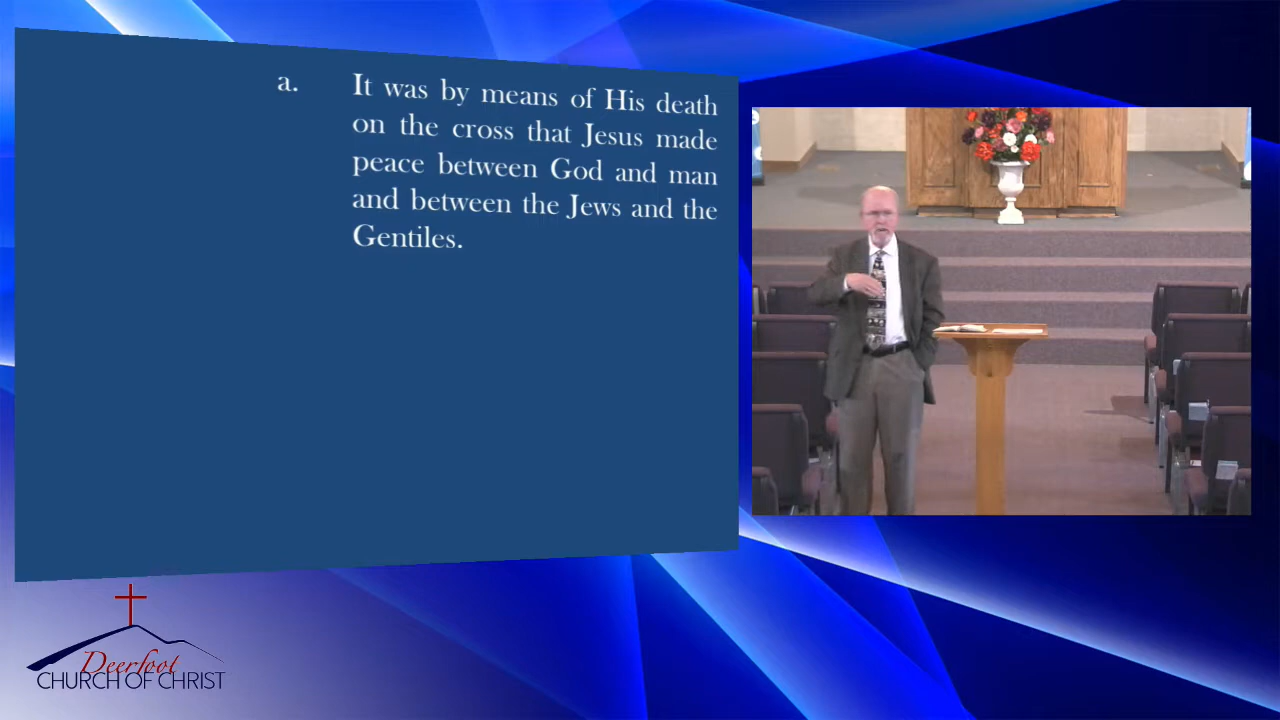 a. It was by means of His death
on the cross that Jesus made
peace between God and man
and between the Jews and the
Gentiles.
Deerfoot
CHURCH OF CHRIST